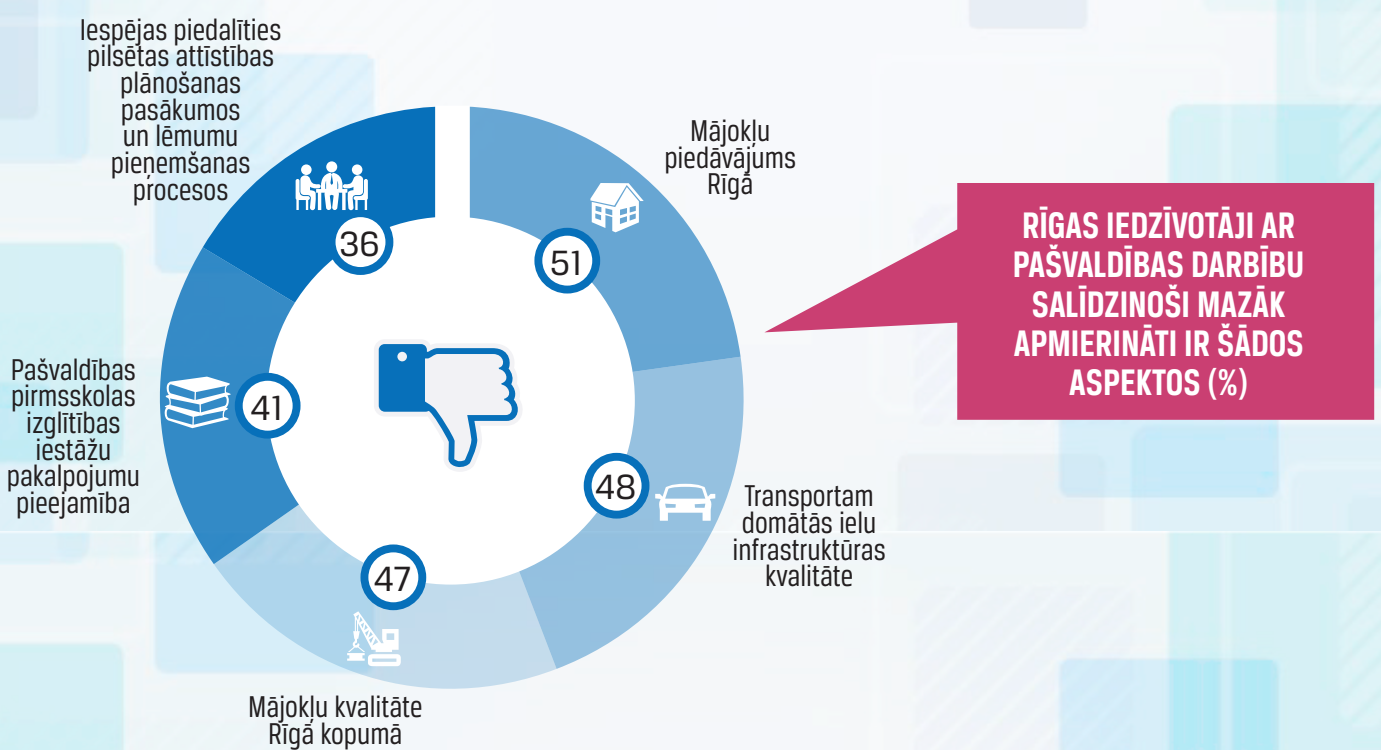 Iespējas piedalīties
pilsētas attīstības
plānošanas
pasākumos
un lēmumu
pieņemšanas
procesos
36
Mājokļu
piedāvājums
Rīgā
51
RĪGAS IEDZĪVOTĀJI AR
PAŠVALDĪBAS DARBĪBU
SALĪDZINOŠI MAZĀK
APMIERINĀTI IR ŠĀDOS
ASPEKTOS (%)
Pašvaldības
pirmsskolas
izglītības
iestāžu
pakalpojumu
pieejamība
41
48
Transportam
domātās ielu
infrastruktūras
kvalitāte
47
Mājokļu kvalitāte
Rīgā kopumā